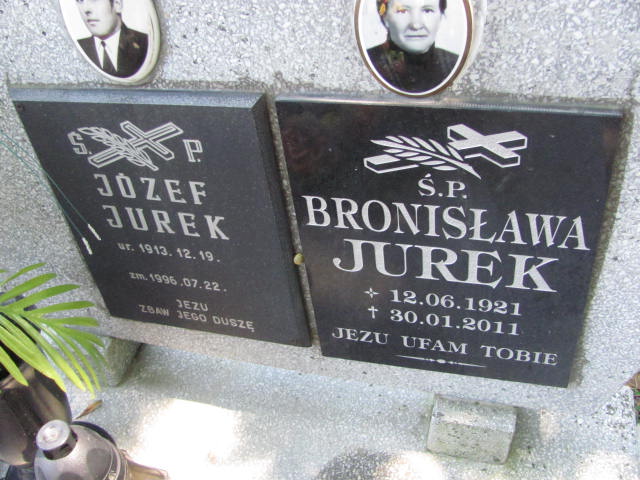 Ś. P.
JÓZEF
JUREK
ur. 1913.12.19.
zm. 1996.07.22.
JEZU
ZBAW JEGO DUSZĘ
Ś.P.
BRONISŁAWA
JUREK
12.06.1921
✝ 30.01.2011
JEZU UFAM TOBIE